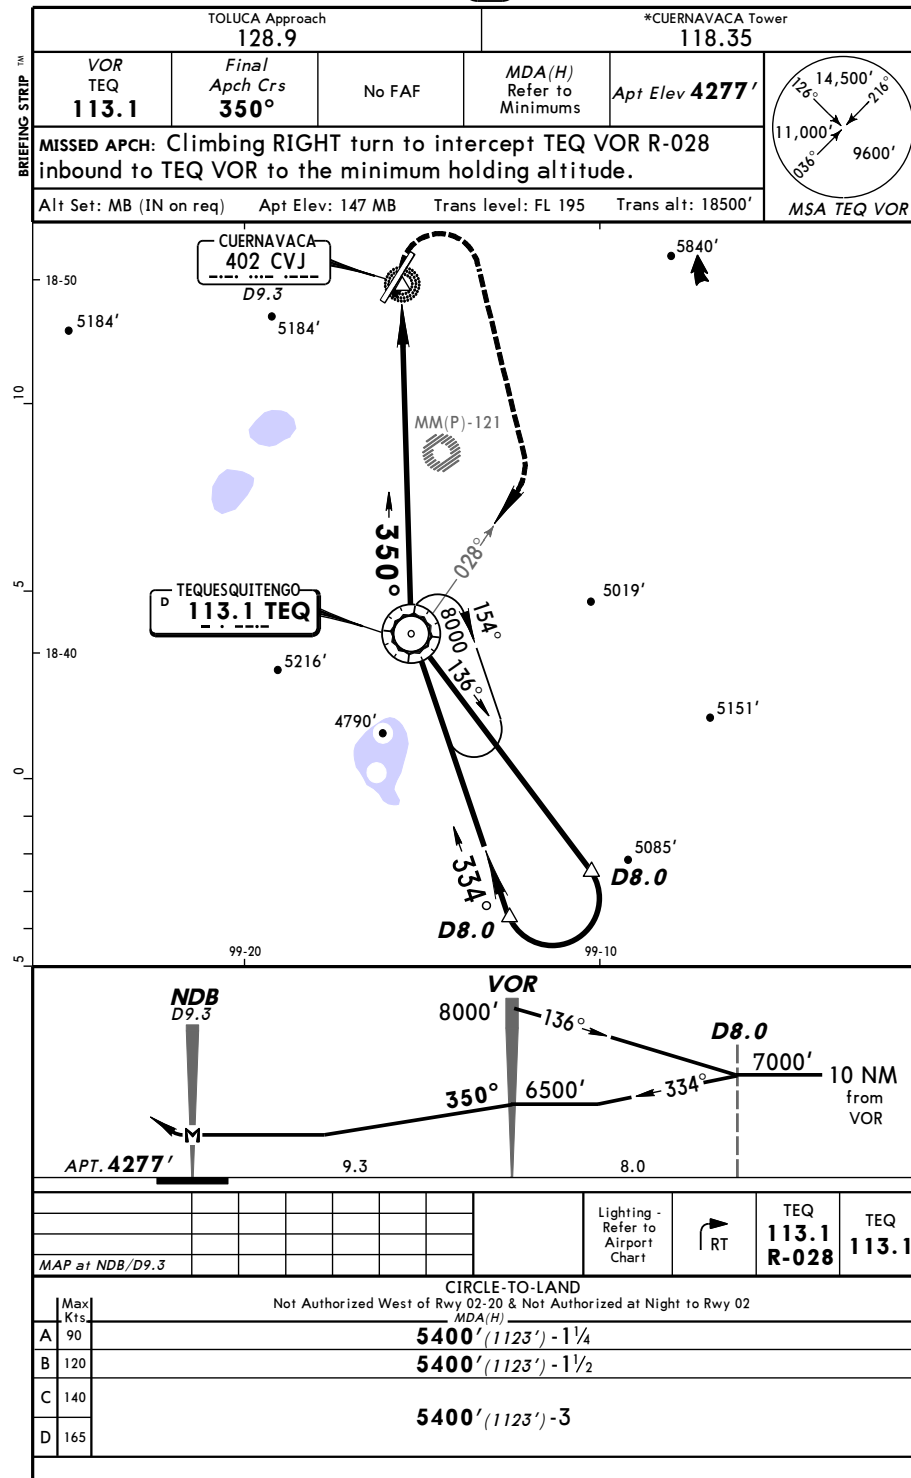 TOLUCA Approach
128.9
*CUERNAVACA Tower
118.35
BRIEFING STRIP ™
VOR
TEQ
113.1
Final
Apch Crs
350°
No FAF
MDA(H)
Refer to
Minimums
Apt Elev 4277'
MISSED APCH: Climbing RIGHT turn to intercept TEQ VOR R-028
inbound to TEQ VOR to the minimum holding altitude.
Alt Set: MB (IN on req) Apt Elev: 147 MB Trans level: FL 195 Trans alt: 18500'
14,500'
126°
216°
11,000'
036°
9600'
MSA TEQ VOR
CUERNAVACA
402 CVJ
D9.3
5840'
18-50
5184'
5184'
10
MM(P)-121
350°
028°
5
TEQUESQUITENGO
D 113.1 TEQ
5019'
154°
8000
136°
18-40
5216'
5151'
4790'
0
5085'
D8.0
334°
D8.0
5
99-20
99-10
NDB
D9.3
VOR
8000'
136°
D8.0
7000'
10 NM
from
VOR
334°
350°
6500'
M
APT. 4277'
9.3
8.0
MAP at NDB/D9.3
Lighting -
Refer to
Airport
Chart
RT
TEQ
113.1
R-028
TEQ
113.1
CIRCLE-TO-LAND
Not Authorized West of Rwy 02-20 & Not Authorized at Night to Rwy 02
Max
Kts
MDA(H)
A 90 5400' (1123') - 1 1/4
B 120 5400' (1123') - 1 1/2
C 140
5400' (1123') - 3
D 165